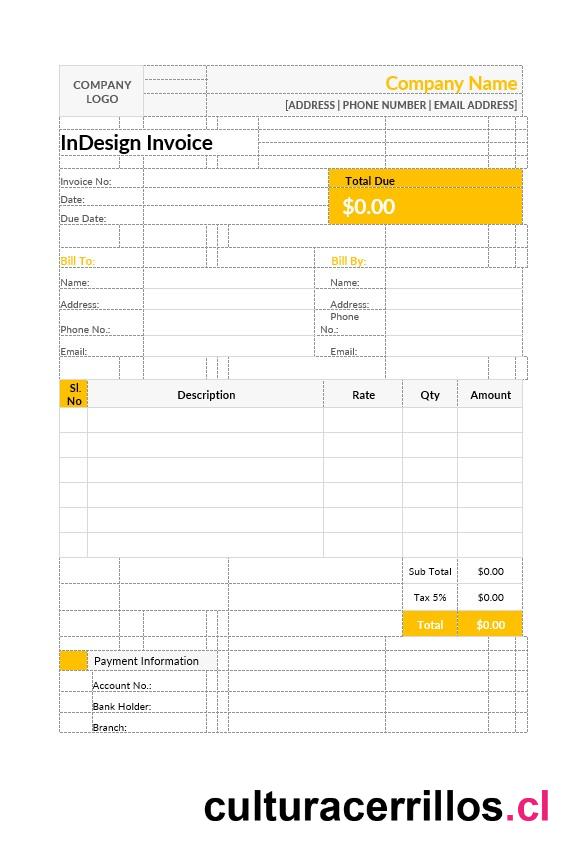 COMPANY
LOGO
Company Name
[ADDRESS | PHONE NUMBER | EMAIL ADDRESS]
InDesign Invoice
Invoice No:
Date:
Due Date:
Total Due
$0.00
Bill To:
Bill By:
Name:
Name:
Address:
Address:
Phone No.:
Phone
No.:
Email:
Email:
Sl.
No
Description
Rate
Qty
Amount
Sub Total
$0.00
Tax 5%
$0.00
Total
$0.00
Payment Information
Account No.:
Bank Holder:
Branch:
culturacerrillos.cl